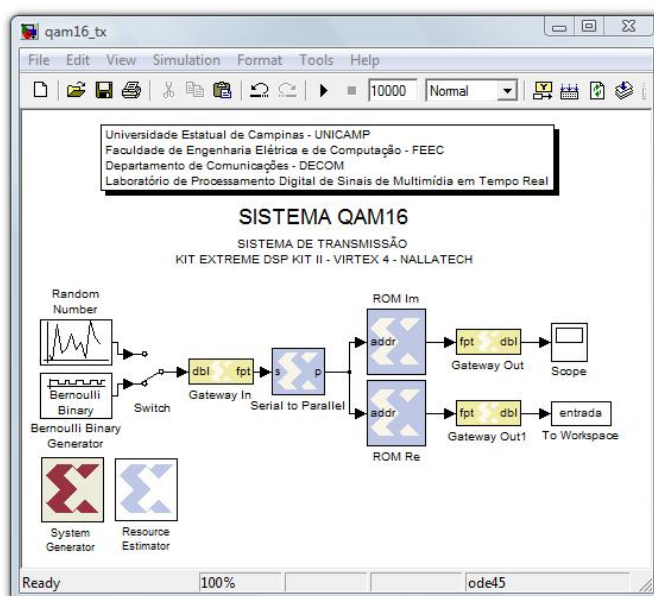 qam16_tx
File Edit View Simulation Format Tools Help
10000 Normal
Universidade Estatual de Campinas - UNICAMP
Faculdade de Engenharia Elétrica e de Computação - FEEC
Departamento de Comunicações - DECOM
Laboratório de Processamento Digital de Sinais de Multimídia em Tempo Real
SISTEMA QAM16
SISTEMA DE TRANSMISSÃO
KIT EXTREME DSP KIT II - VIRTEX 4 - NALLATECH
Random
Number
Bernoulli
Binary
Bernoulli Binary
Generator
Switch
dbl fpt
Gateway In
s p
Serial to Parallel
ROM Im
addr
fpt dbl
Gateway Out
Scope
addr
ROM Re
fpt dbl
Gateway Out1
entrada
To Workspace
System
Generator
Resource
Estimator
Ready 100% ode45